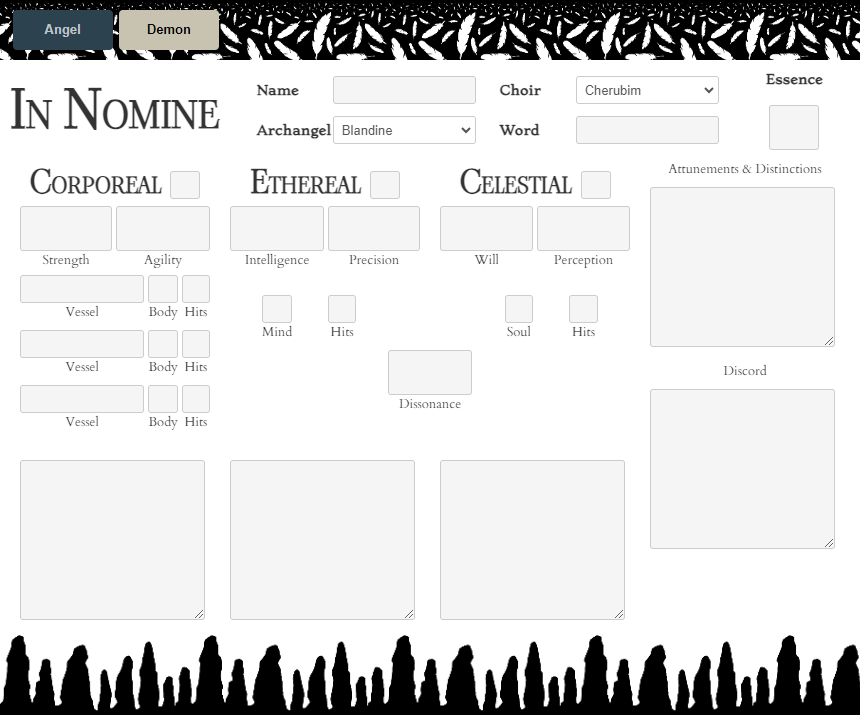 Angel Demon
IN NOMINE
Name Choir Cherubim Essence
Archangel Blandine Word
Attunements & Distinctions
CORPOREAL ETHEREAL CELESTIAL
Strength Agility Intelligence Precision Will Perception
Vessel Body Hits
Mind Hits Soul Hits
Vessel Body Hits
Discord
Dissonance
Vessel Body Hits